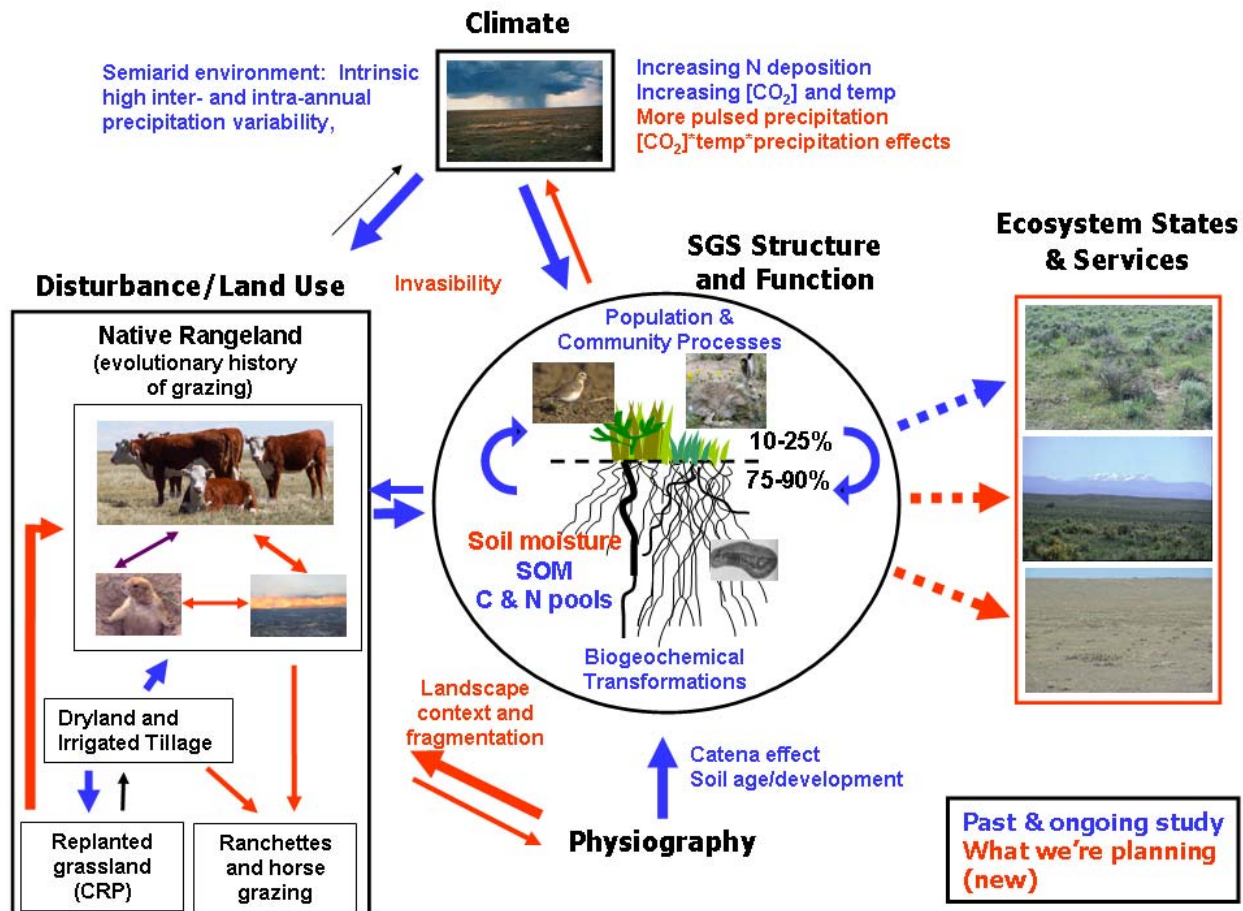 Climate
Semiarid environment:  Intrinsic
high inter- and intra-annual
precipitation variability,
Increasing N deposition
Increasing [CO₂] and temp
More pulsed precipitation
[CO₂]*temp*precipitation effects
Ecosystem States
& Services
SGS Structure
and Function
Disturbance/Land Use
Invasibility
Native Rangeland
(evolutionary history
of grazing)
Population &
Community Processes
10-25%
75-90%
Soil moisture
SOM
C & N pools
Biogeochemical
Transformations
Landscape
context and
fragmentation
Dryland and
Irrigated Tillage
Catena effect
Soil age/development
Replanted
grassland
(CRP)
Ranchettes
and horse
grazing
Physiography
Past & ongoing study
What we're planning
(new)